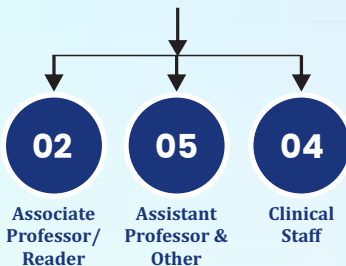 02 05 04
Associate
Professor/
Reader
Assistant
Professor &
Other
Clinical
Staff